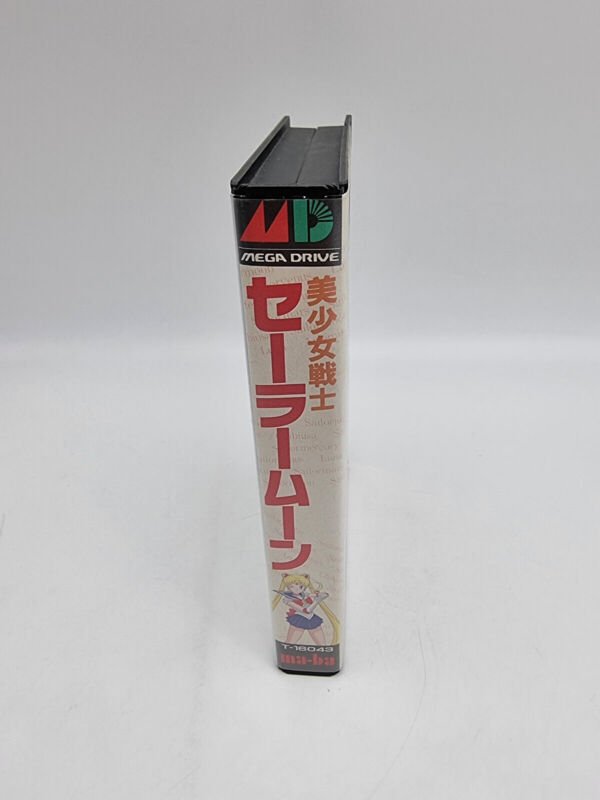 MD
MEGA DRIVE
美少女戦士
セーラームーン
T-16043
ma-ba